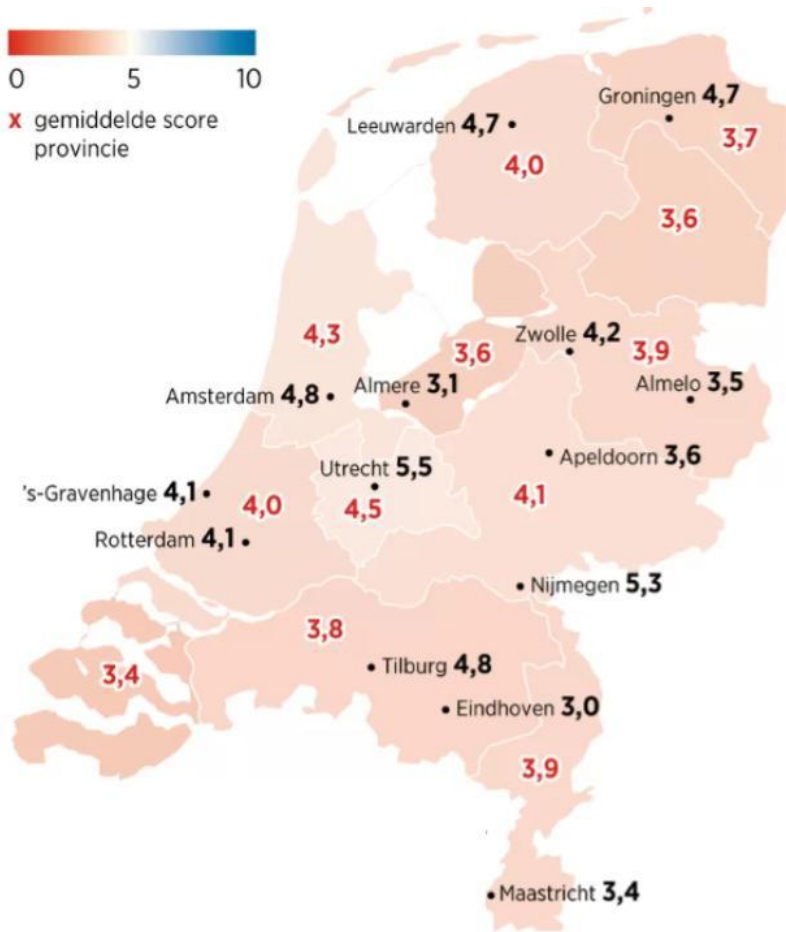 0 5 10
x gemiddelde score
provincie
Groningen 4,7
Leeuwarden 4,7
3,7
4,0
3,6
4,3
Zwolle 4,2
3,6
3,9
Almere 3,1
Almelo 3,5
Amsterdam 4,8
Apeldoorn 3,6
Utrecht 5,5
's-Gravenhage 4,1
4,0
4,5
4,1
Rotterdam 4,1
Nijmegen 5,3
3,8
Tilburg 4,8
3,4
Eindhoven 3,0
3,9
Maastricht 3,4